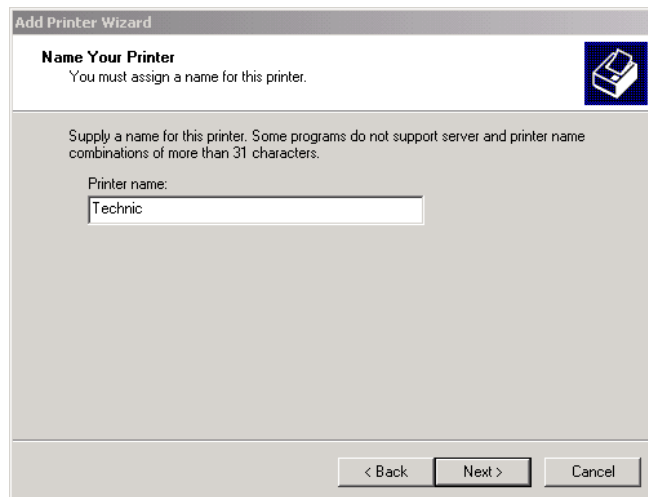 Add Printer Wizard
Name Your Printer
You must assign a name for this printer.
Supply a name for this printer. Some programs do not support server and printer name
combinations of more than 31 characters.
Printer name:
Technic
< Back
Next >
Cancel